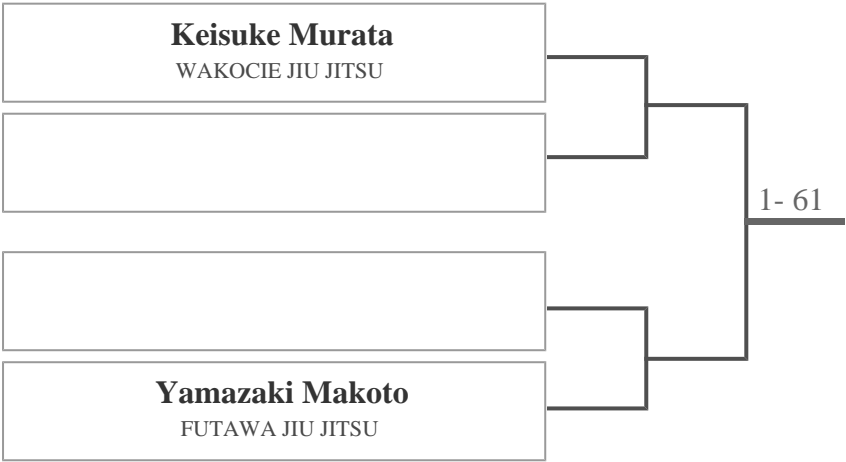 Keisuke Murata
WAKOCIE JIU JITSU
1- 61
Yamazaki Makoto
FUTAWA JIU JITSU